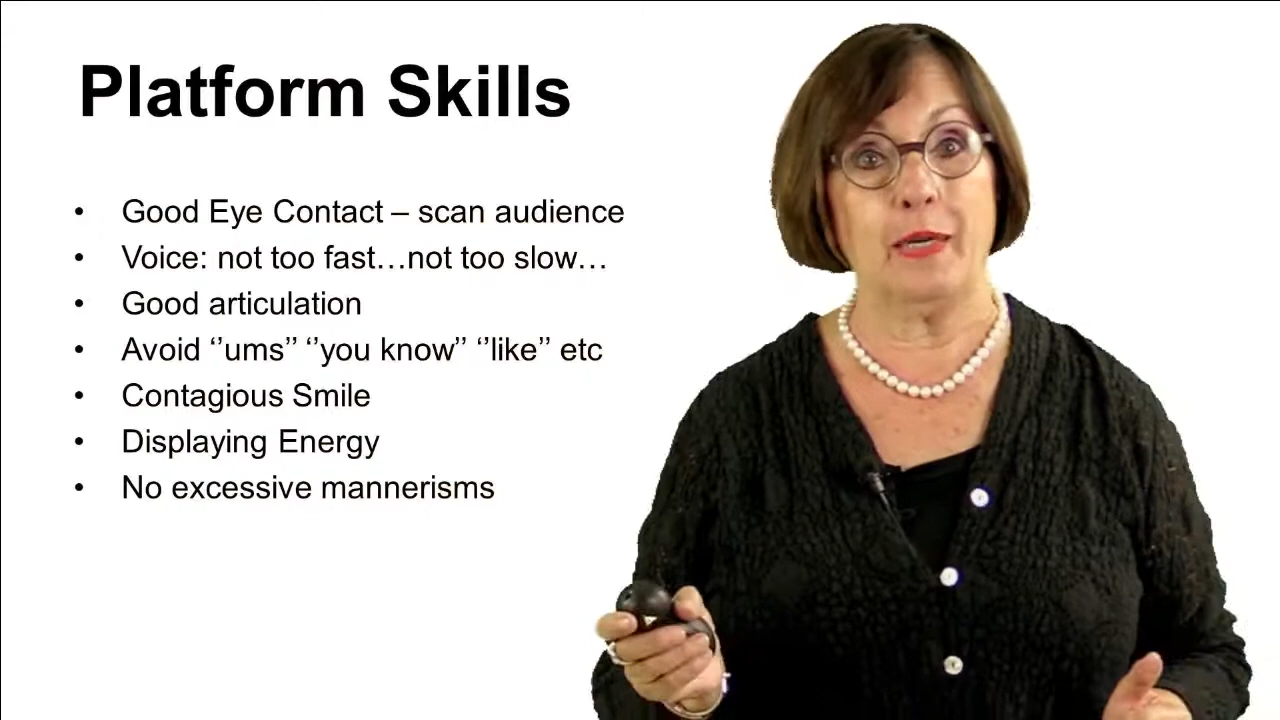 Platform Skills
• Good Eye Contact – scan audience
• Voice: not too fast…not too slow…
• Good articulation
• Avoid ‘’ums’’ ‘’you know’’ ‘’like’’ etc
• Contagious Smile
• Displaying Energy
• No excessive mannerisms